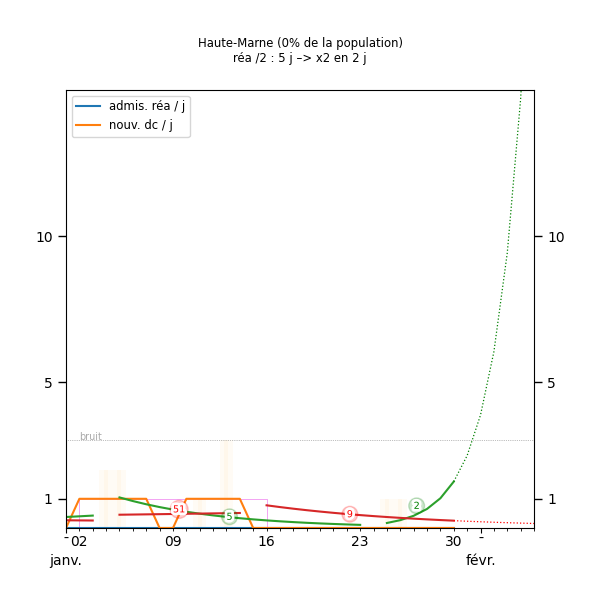 Haute-Marne (0% de la population)
réa /2 : 5 j –> x2 en 2 j
admis. réa / j
nouv. dc / j
10 10
5 5
bruit
1 1
51 5 9 2
02 09 16 23 30 -
janv. févr.